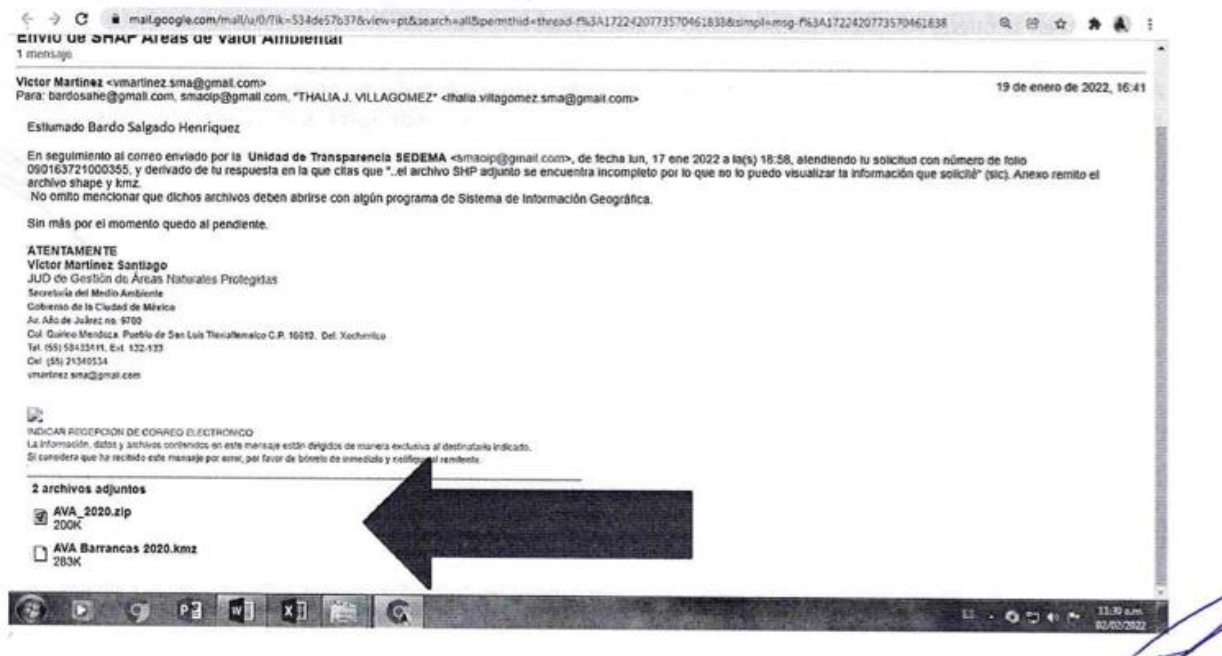 mail.google.com/mail/u/0/?ik=534de57b37&view=pt&search=all&permthid=thread-f%3A1722420773570461838&simpl=msg-f%3A1722420773570461838
Envío de SHAP Áreas de Valor Ambiental
1 mensaje
Victor Martinez <vmartinez.sma@gmail.com>
19 de enero de 2022, 16:41
Para: bardosahe@gmail.com, smaoip@gmail.com, "THALIA J. VILLAGOMEZ" <thalia.villagomez.sma@gmail.com>
Estiumado Bardo Salgado Henriquez
En seguimiento al correo enviado por la Unidad de Transparencia SEDEMA <smaoip@gmail.com>, de fecha lun, 17 ene 2022 a la(s) 18:58, atendiendo tu solicitud con número de folio
090163721000355, y derivado de tu respuesta en la que citas que "..el archivo SHP adjunto se encuentra incompleto por lo que no lo puedo visualizar la información que solicité" (sic). Anexo remito el
archivo shape y kmz.
No omito mencionar que dichos archivos deben abrirse con algún programa de Sistema de Información Geográfica.
Sin más por el momento quedo al pendiente.
ATENTAMENTE
Víctor Martínez Santiago
JUD de Gestión de Áreas Naturales Protegidas
Secretaría del Medio Ambiente
Gobierno de la Ciudad de México
Av. Año de Juárez no. 9700
Col. Quirino Mendoza. Pueblo de San Luis Tlaxialtemalco C.P. 16610. Del. Xochimilco
Tel. (55) 58433411, Ext. 132-133
Cel (55) 21340534
vmartinez.sma@gmail.com
INDICAR RECEPCIÓN DE CORREO ELECTRÓNICO
La información, datos y archivos contenidos en este mensaje están dirigidos de manera exclusiva al destinatario indicado.
Si considera que ha recibido este mensaje por error, por favor de bórrelo de inmediato y notifique al remitente.
2 archivos adjuntos
AVA_2020.zip
200K
AVA Barrancas 2020.kmz
283K
ES
11:30 a.m.
02/02/2022